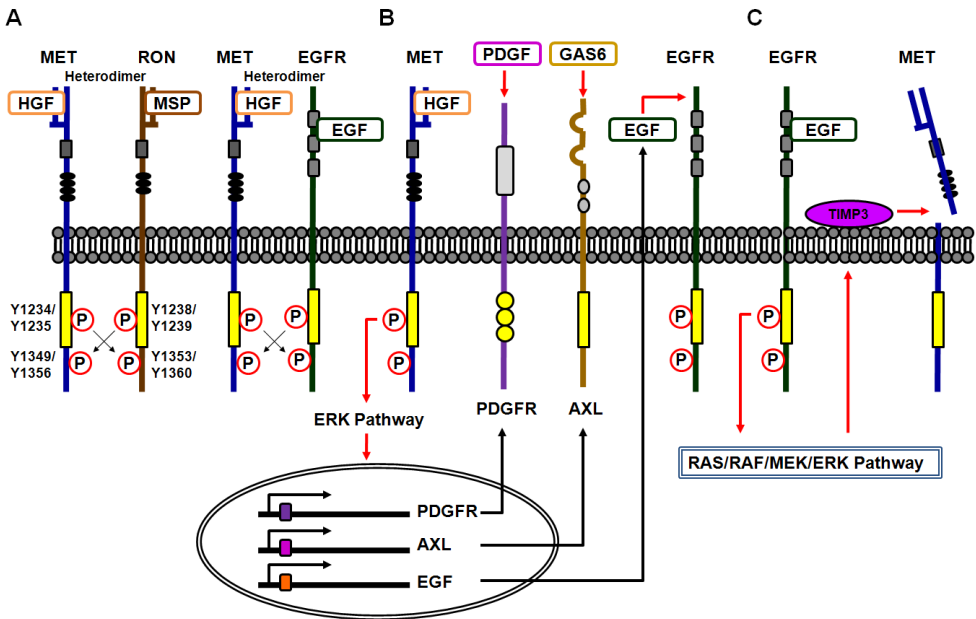 A
B
C
MET
RON
MET
EGFR
MET
PDGF
GAS6
EGFR
EGFR
MET
Heterodimer
Heterodimer
HGF
MSP
HGF
EGF
HGF
EGF
EGF
TIMP3
Y1234/
Y1235
P
P
Y1238/
Y1239
P
P
P
P
P
Y1349/
Y1356
P
P
Y1353/
Y1360
P
P
P
P
P
ERK Pathway
PDGFR
AXL
RAS/RAF/MEK/ERK Pathway
PDGFR
AXL
EGF